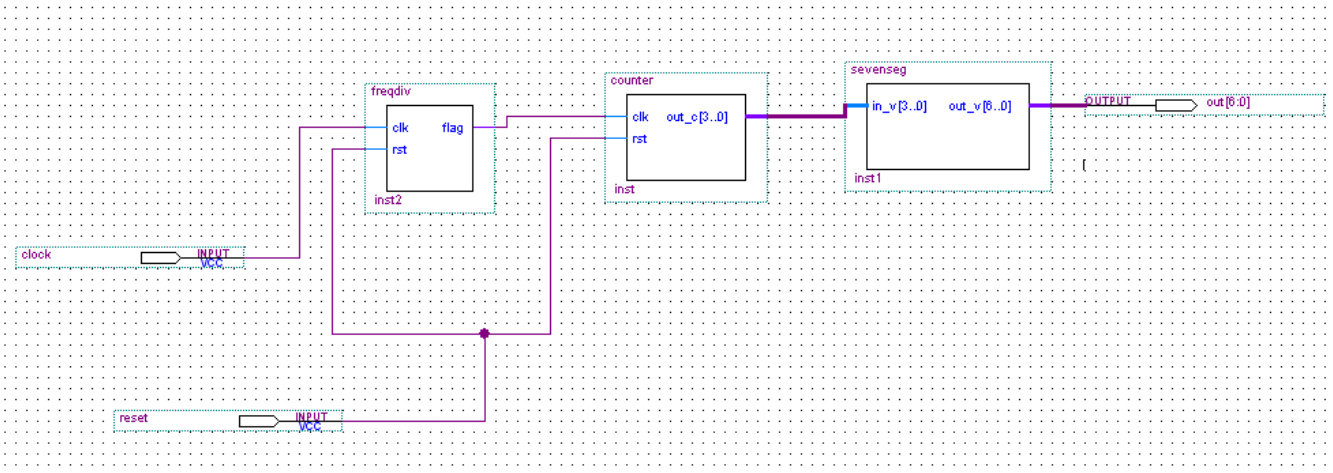 freqdiv
clk
flag
rst
inst2
counter
clk
out_c[3..0]
rst
inst
sevenseg
in_v[3..0]
out_v[6..0]
inst1
OUTPUT
out[6:0]
clock
INPUT
VCC
reset
INPUT
VCC